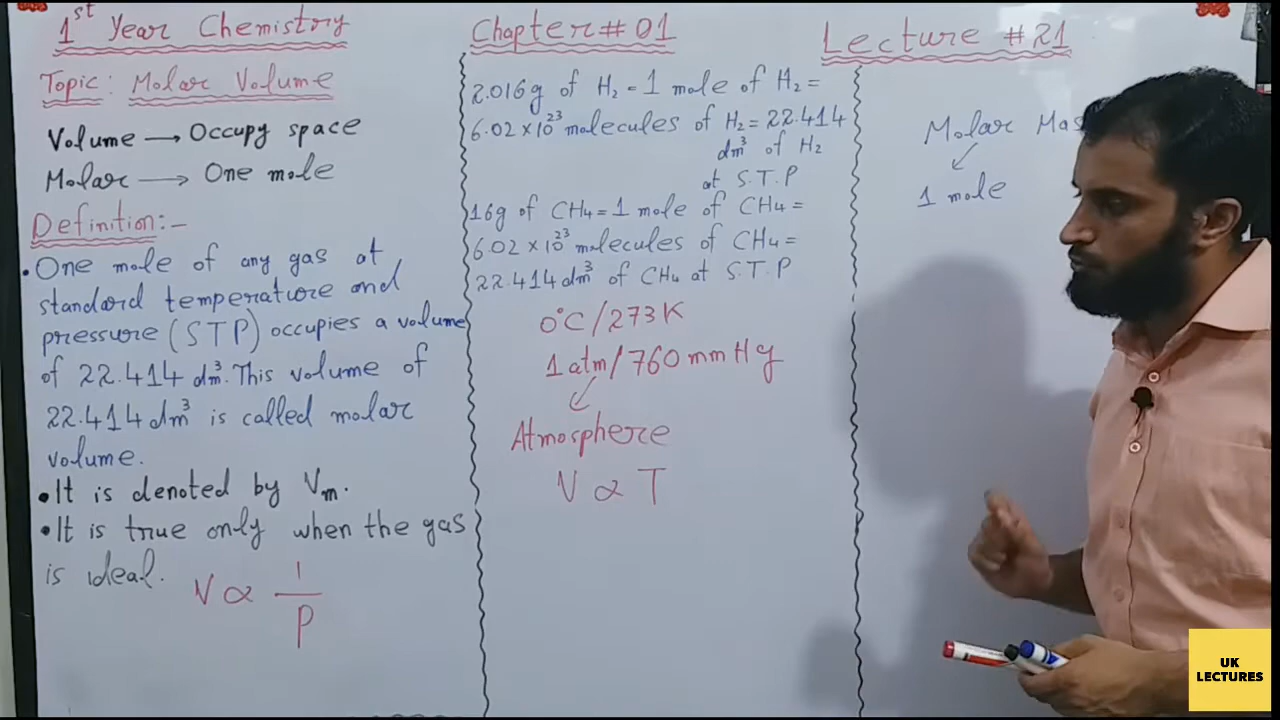 1st Year Chemistry
Chapter # 01
Lecture # 21
Topic: Molar Volume
Volume → Occupy space
Molar → One mole
Definition:-
• One mole of any gas at
standard temperature and
pressure (STP) occupies a volume
of 22.414 dm³. This volume of
22.414 dm³ is called molar
volume.
• It is denoted by Vm.
• It is true only when the gas
is ideal.
V ∝ 1/P
2.016g of H₂ = 1 mole of H₂ =
6.02 × 10²³ molecules of H₂ = 22.414
dm³ of H₂
at S.T.P
16g of CH₄ = 1 mole of CH₄ =
6.02 × 10²³ molecules of CH₄ =
22.414 dm³ of CH₄ at S.T.P
0°C/273K
1 atm/760 mm Hg
Atmosphere
V ∝ T
Molar Mas
1 mole
UK
LECTURES